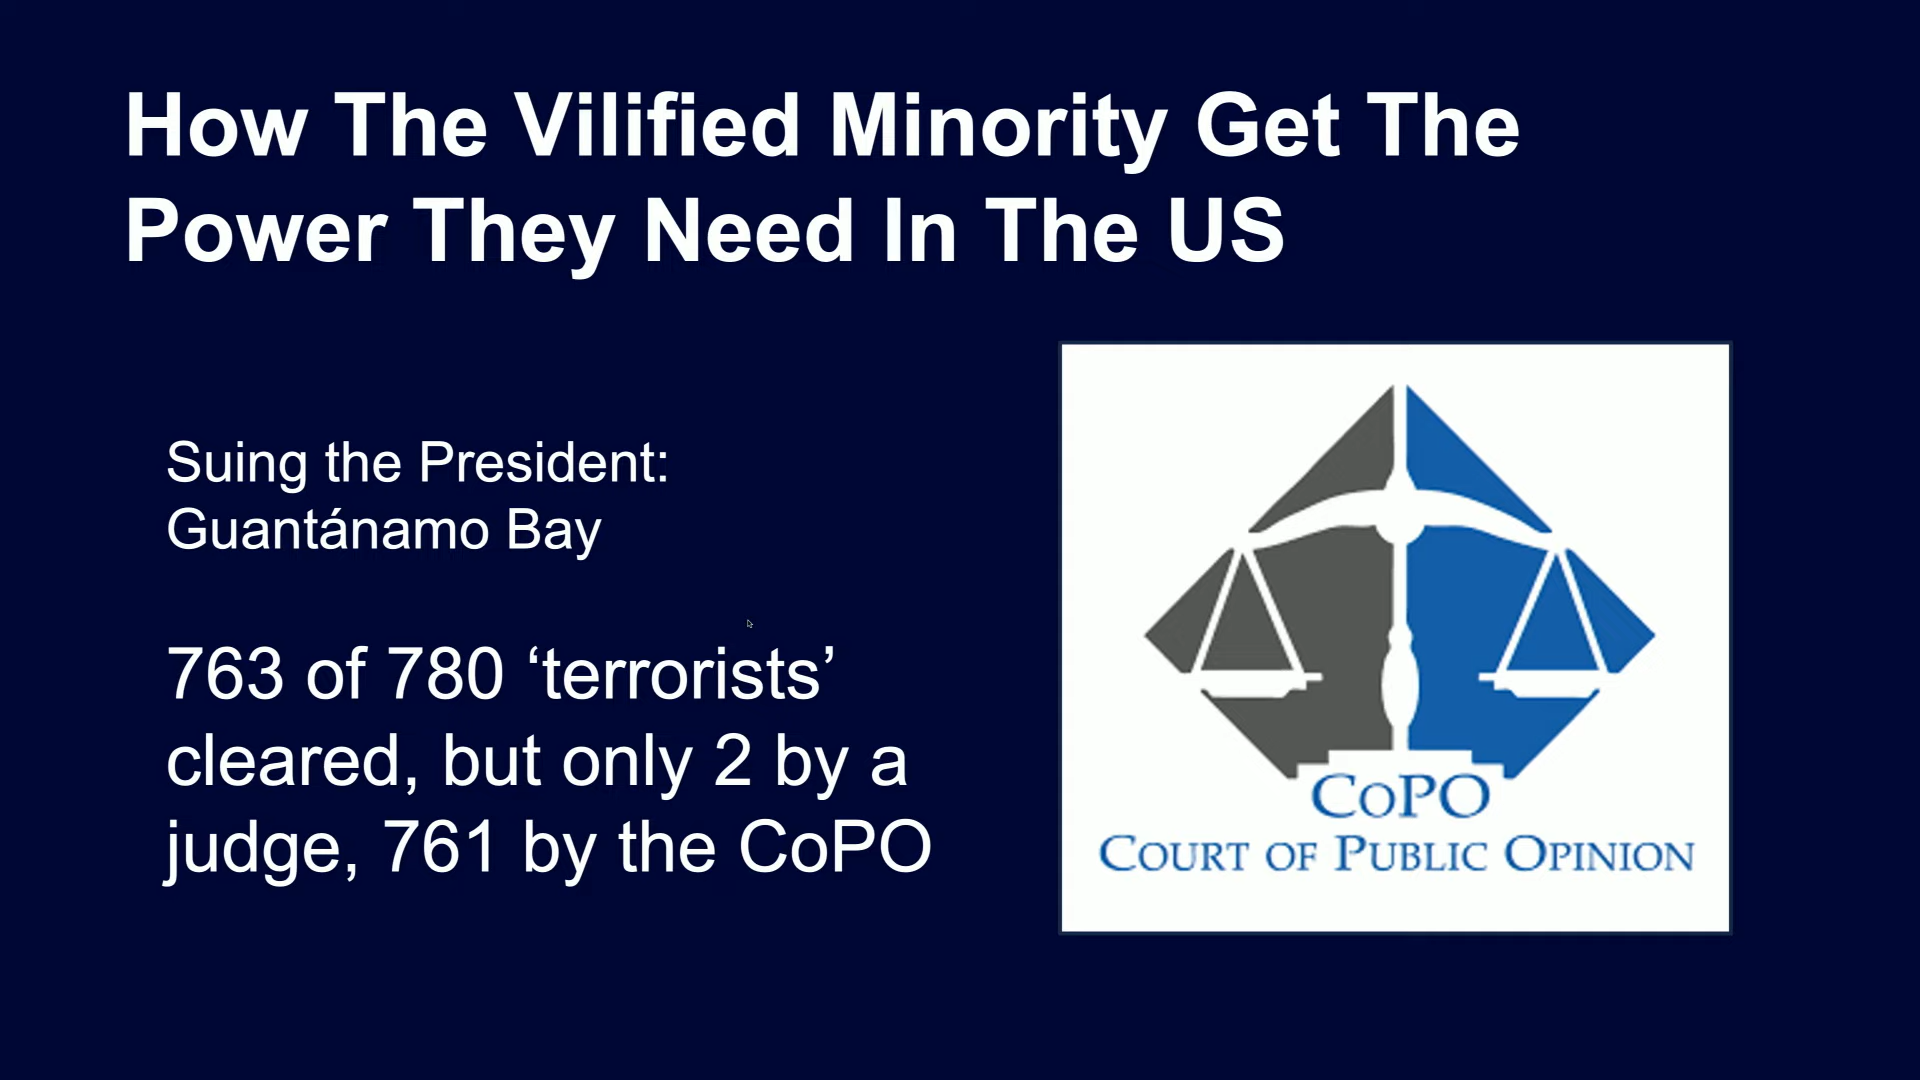 How The Vilified Minority Get The
Power They Need In The US
Suing the President:
Guantánamo Bay
763 of 780 ‘terrorists’
cleared, but only 2 by a
judge, 761 by the CoPO
CoPO
Court of Public Opinion